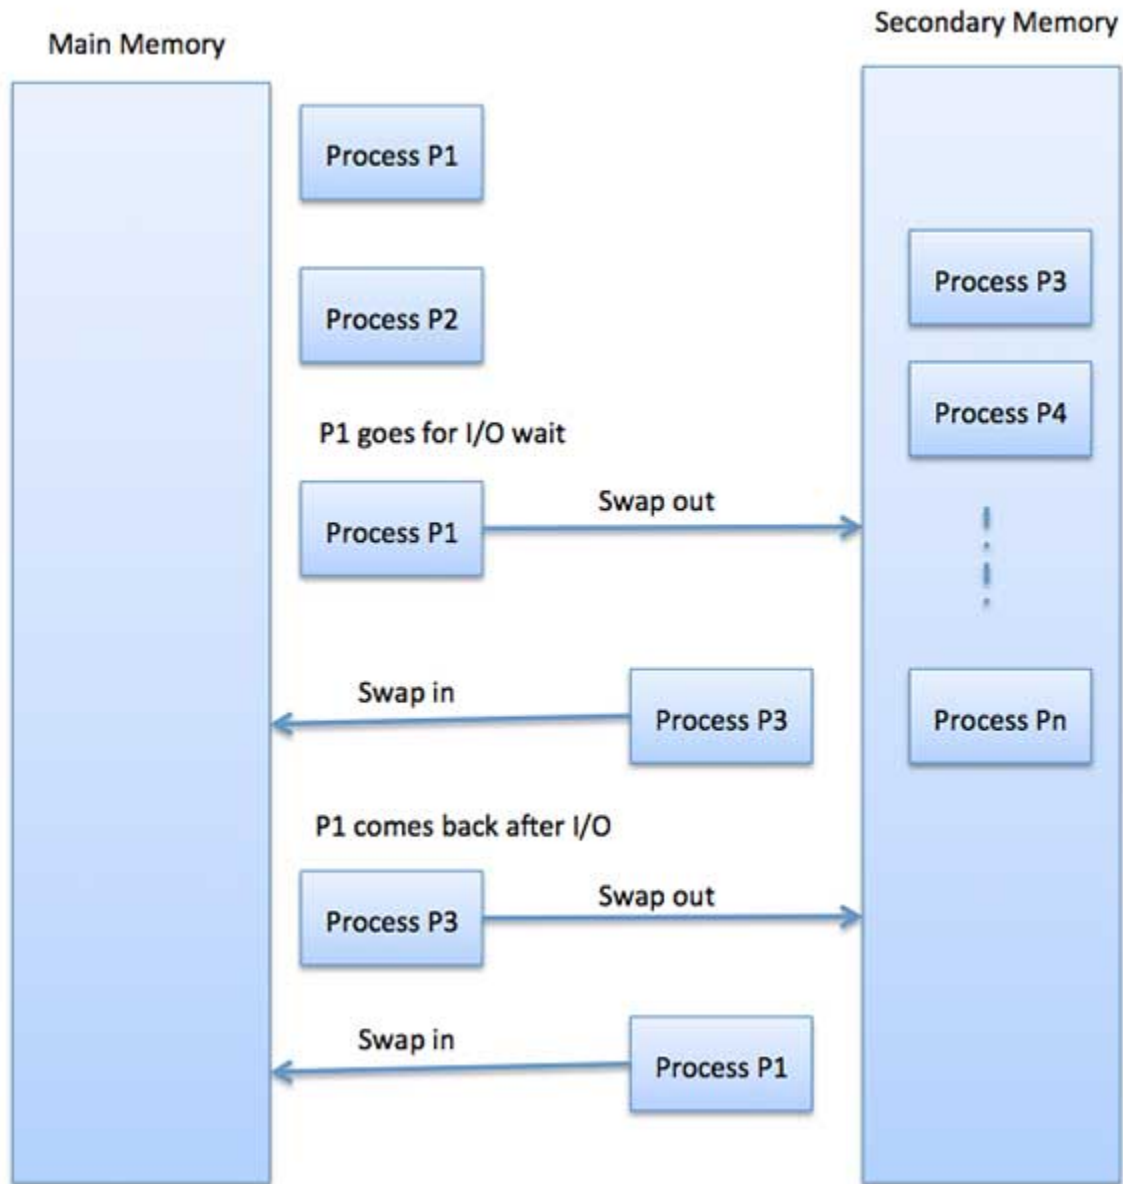 Main Memory
Secondary Memory
Process P1
Process P2
Process P3
Process P4
P1 goes for I/O wait
Process P1
Swap out
Swap in
Process P3
Process Pn
P1 comes back after I/O
Process P3
Swap out
Swap in
Process P1